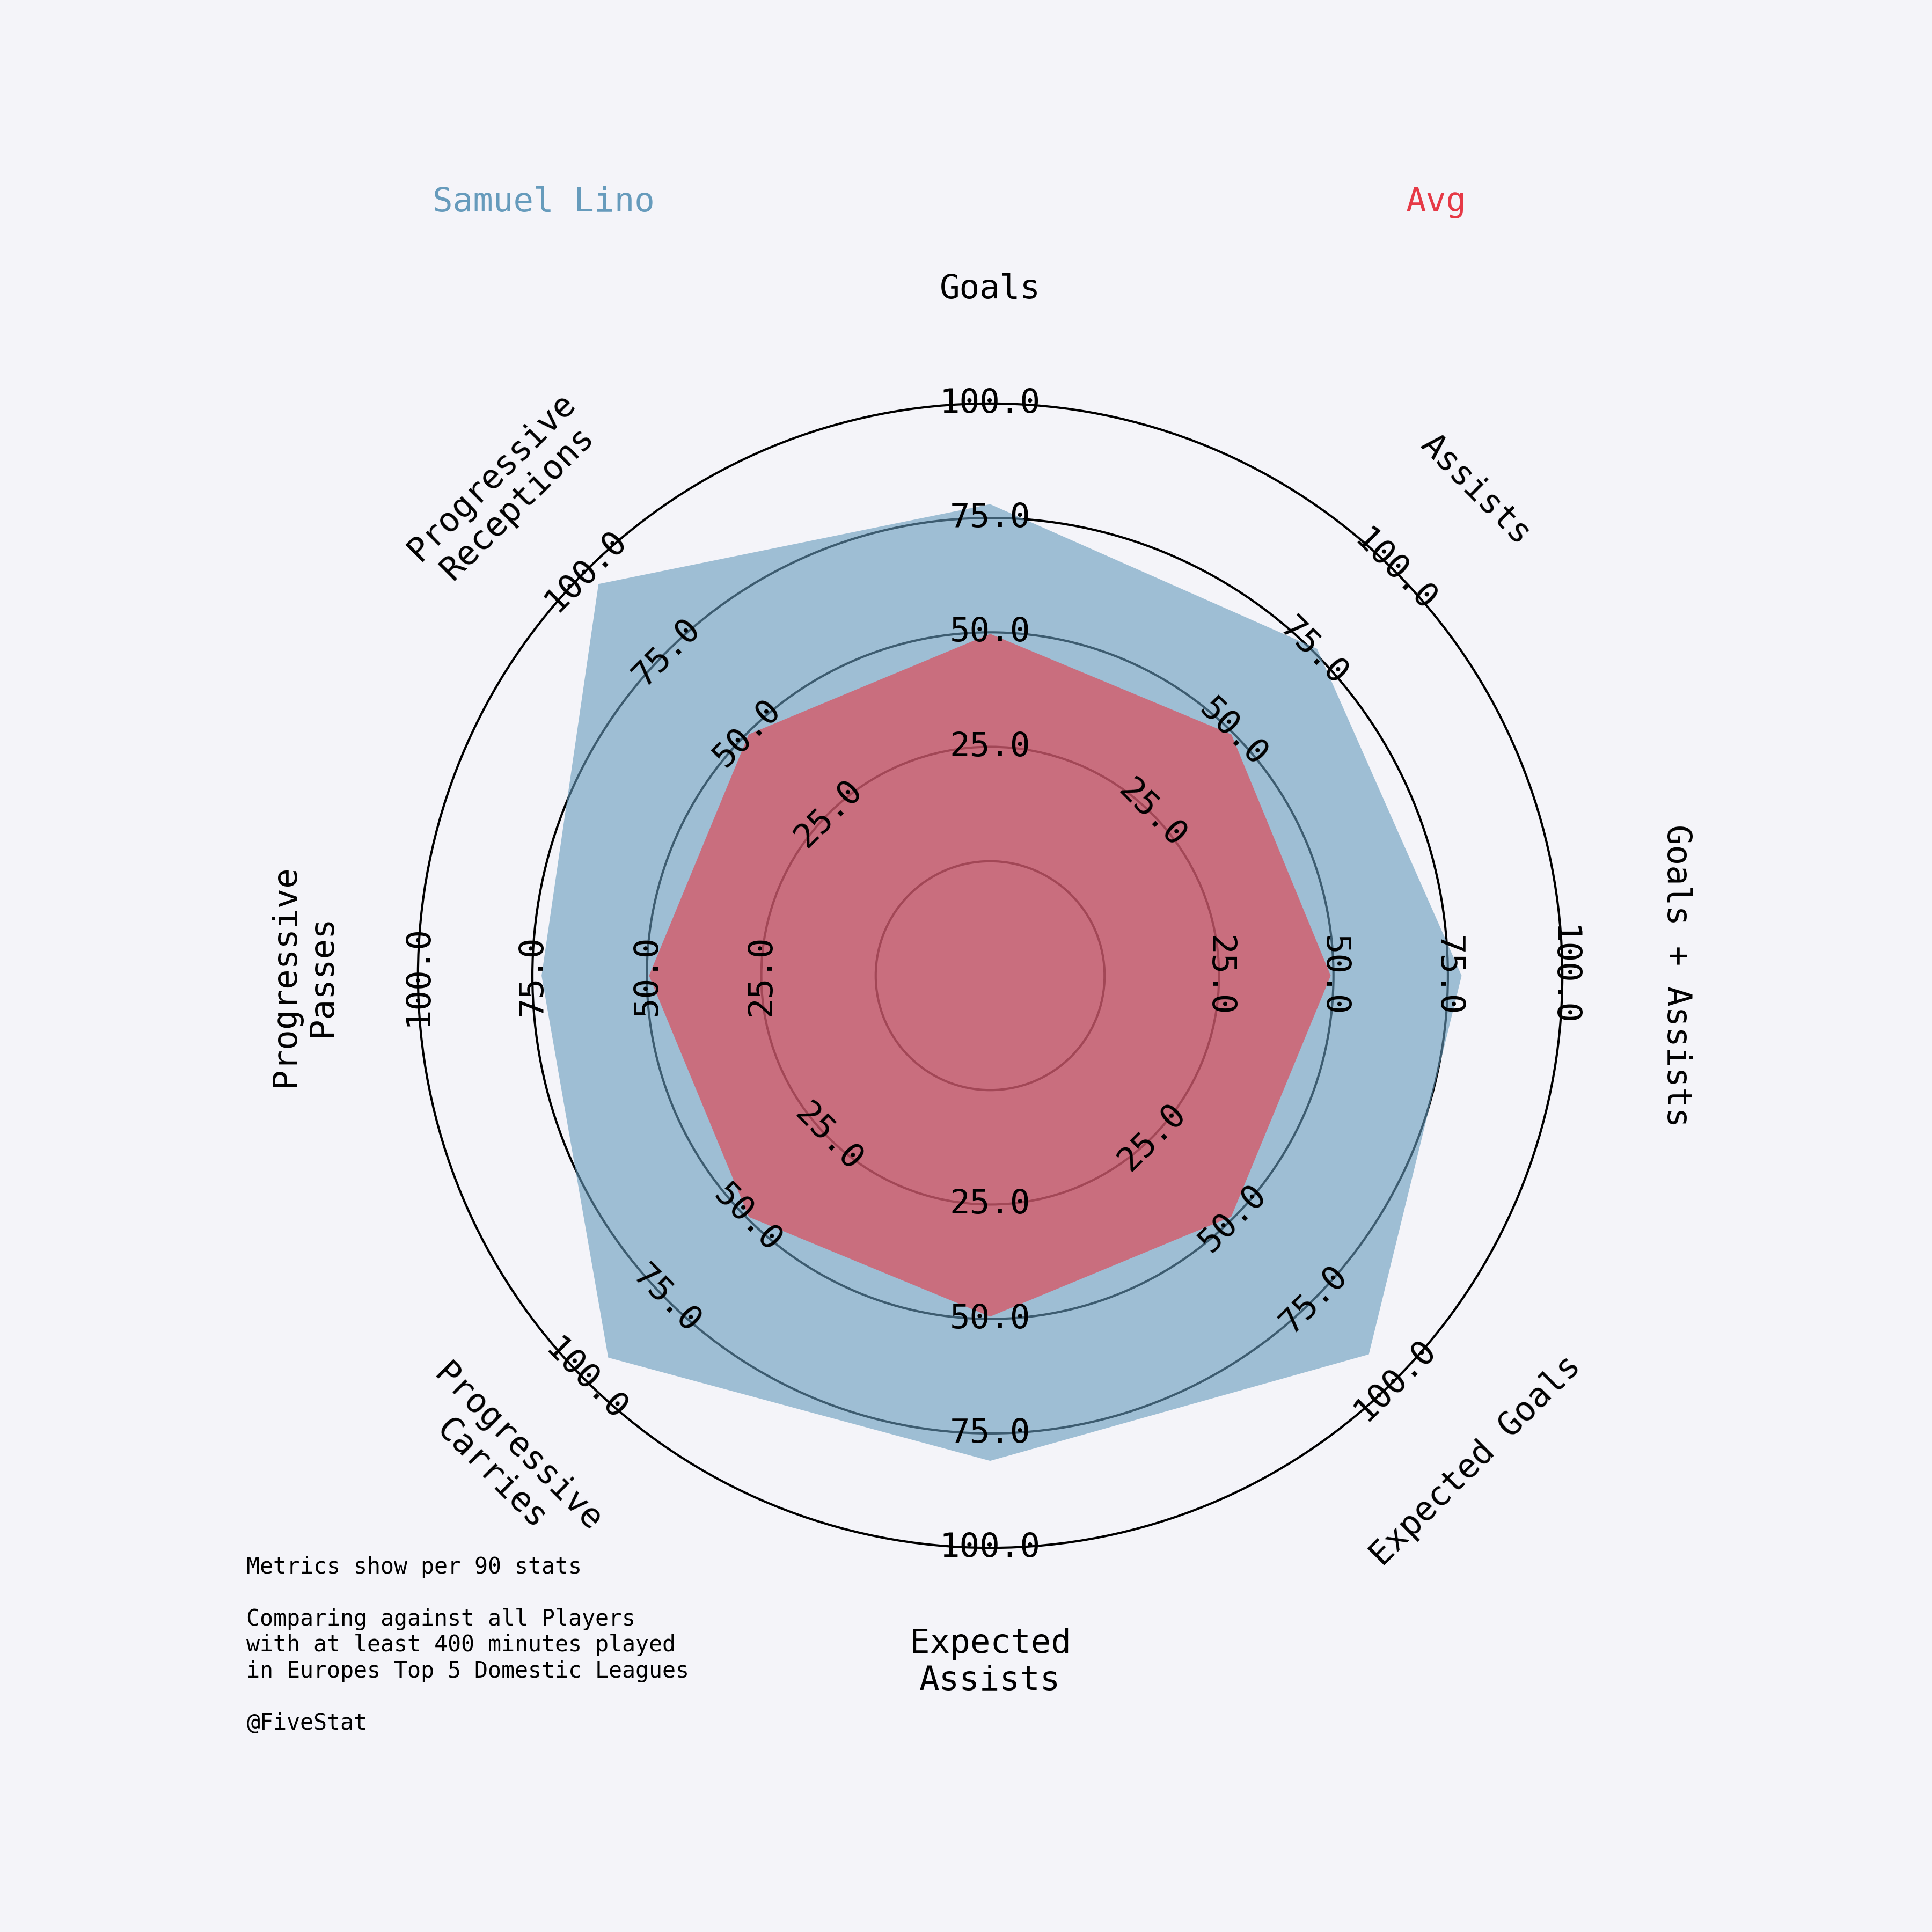 Samuel Lino
Avg
Goals
Assists
Goals + Assists
Expected Goals
Expected
Assists
Progressive
Carries
Progressive
Passes
Progressive
Receptions
25.0
50.0
75.0
100.0
25.0
50.0
75.0
100.0
25.0
50.0
75.0
100.0
25.0
50.0
75.0
100.0
25.0
50.0
75.0
100.0
25.0
50.0
75.0
100.0
25.0
50.0
75.0
100.0
25.0
50.0
75.0
100.0
Metrics show per 90 stats
Comparing against all Players
with at least 400 minutes played
in Europes Top 5 Domestic Leagues
@FiveStat